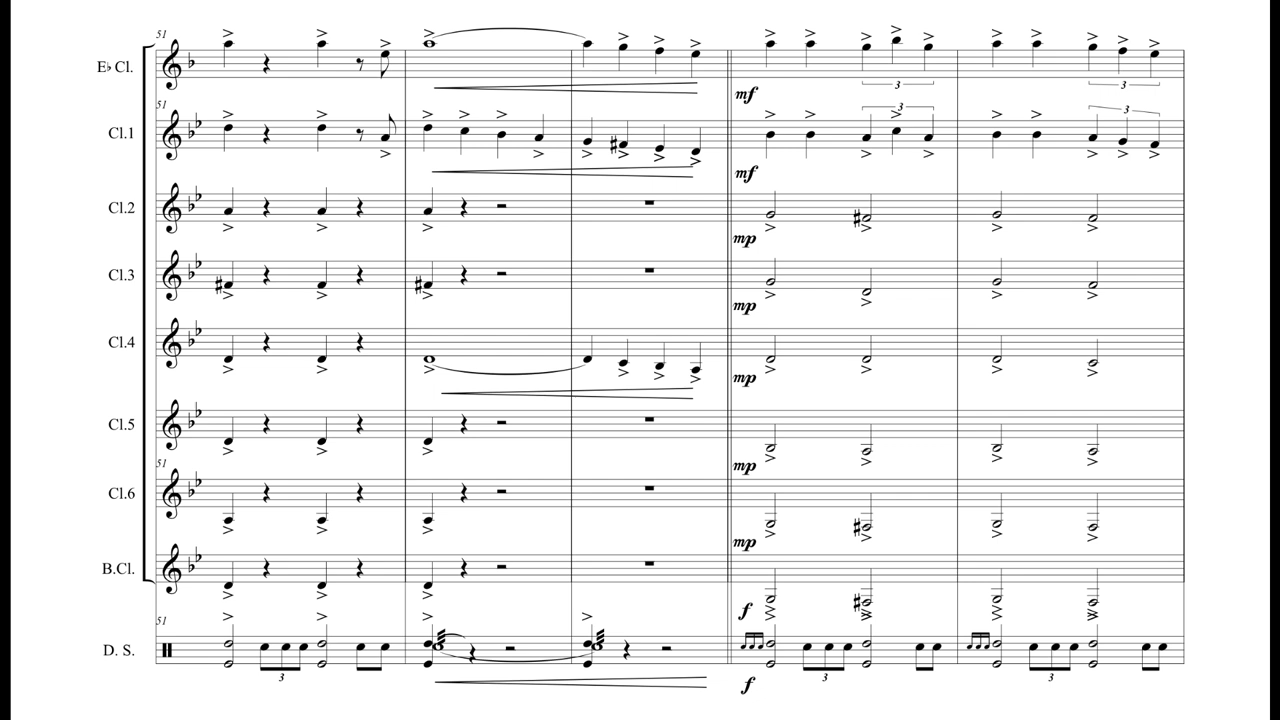 51
E♭ Cl.
3
3
mf
51
Cl.1
3
3
mf
Cl.2
mp
Cl.3
mp
Cl.4
mp
Cl.5
mp
51
Cl.6
mp
B.Cl.
f
51
D. S.
3
3
3
f